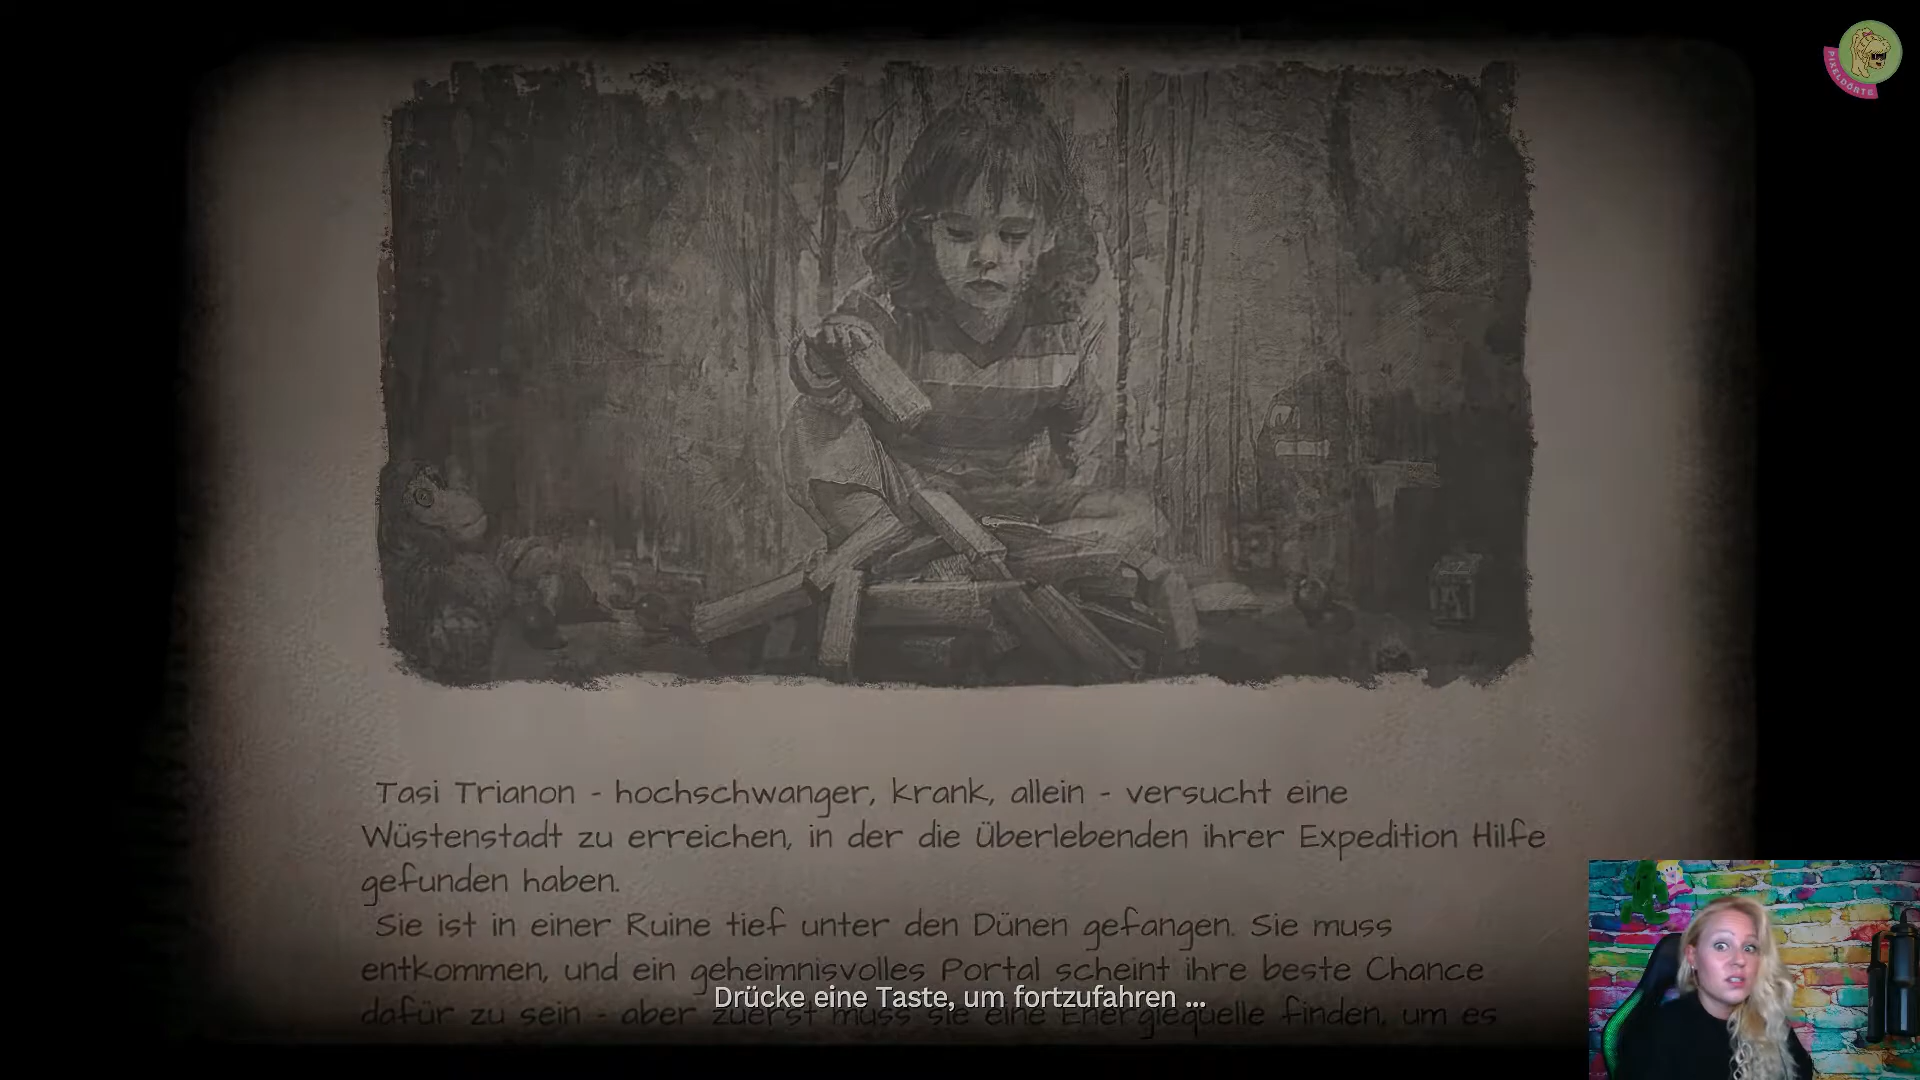 PIXELDÖRTE
Tasi Trianon - hochschwanger, krank, allein - versucht eine
Wüstenstadt zu erreichen, in der die Überlebenden ihrer Expedition Hilfe
gefunden haben.
Sie ist in einer Ruine tief unter den Dünen gefangen. Sie muss
entkommen, und ein geheimnisvolles Portal scheint ihre beste Chance
Drücke eine Taste, um fortzufahren ...
dafür zu sein - aber zuerst muss sie eine Energiequelle finden, um es